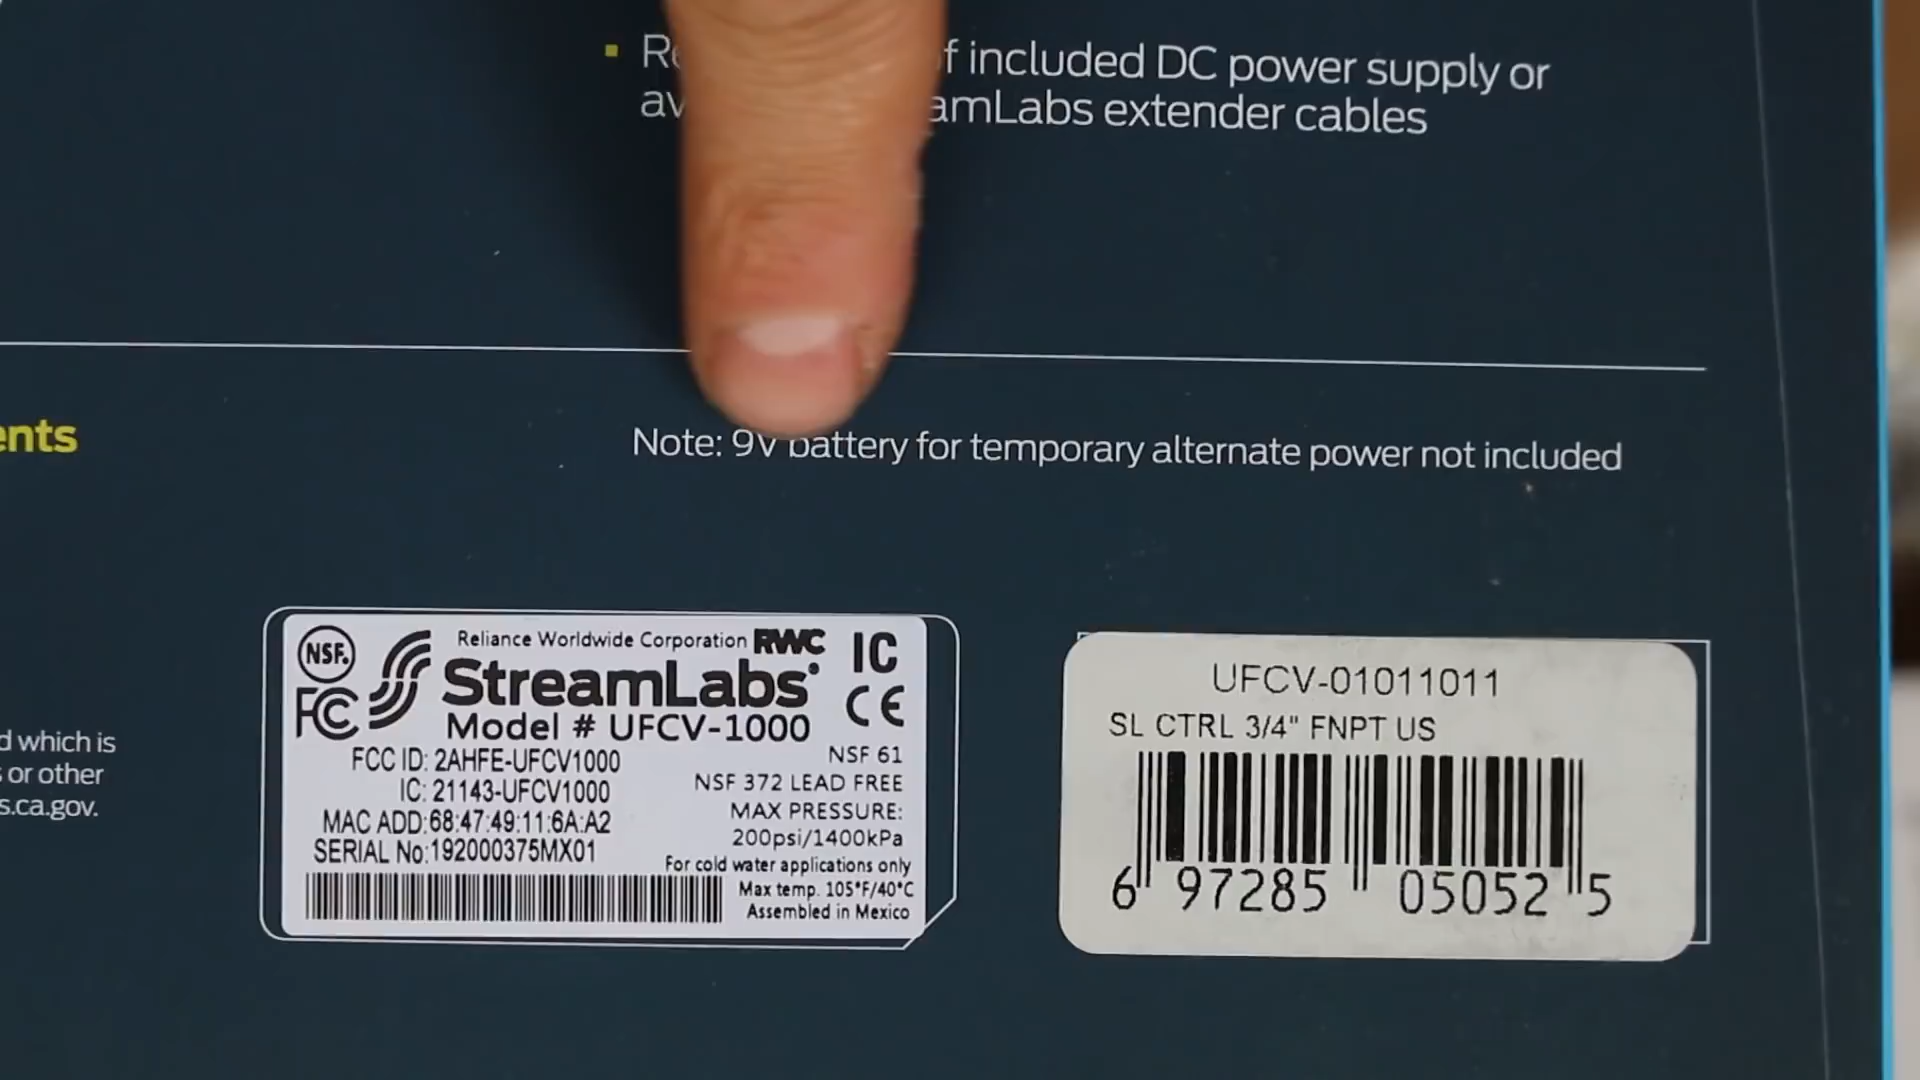 f included DC power supply or
amLabs extender cables
ents
Note: 9V battery for temporary alternate power not included
d which is
or other
s.ca.gov.
NSF.
FC
Reliance Worldwide Corporation RWC
StreamLabs®
Model # UFCV-1000
IC
CE
FCC ID: 2AHFE-UFCV1000
IC: 21143-UFCV1000
MAC ADD:68:47:49:11:6A:A2
SERIAL No:192000375MX01
NSF 61
NSF 372 LEAD FREE
MAX PRESSURE:
200psi/1400kPa
For cold water applications only
Max temp. 105°F/40°C
Assembled in Mexico
UFCV-01011011
SL CTRL 3/4" FNPT US
6 97285 05052 5